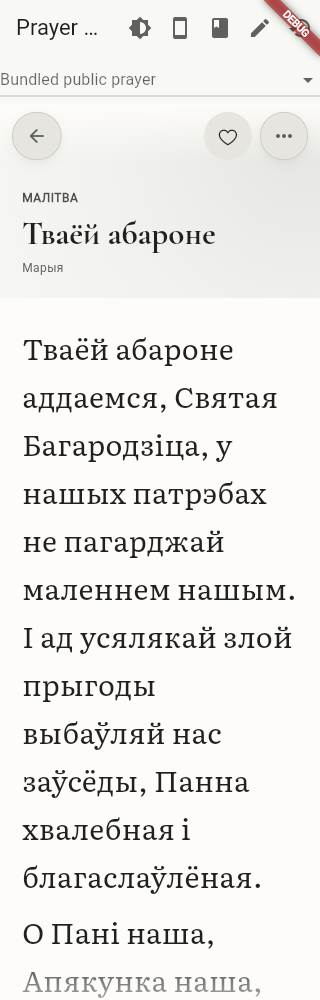 Prayer ...
DEBUG
Bundled public prayer
МАЛІТВА
Тваёй абароне
Марыя
Тваёй абароне
аддаемся, Святая
Багародзіца, у
нашых патрэбах
не пагарджай
маленнем нашым.
І ад усялякай злой
прыгоды
выбаўляй нас
заўсёды, Панна
хвалебная і
благаслаўлёная.
О Пані наша,
Апякунка наша,